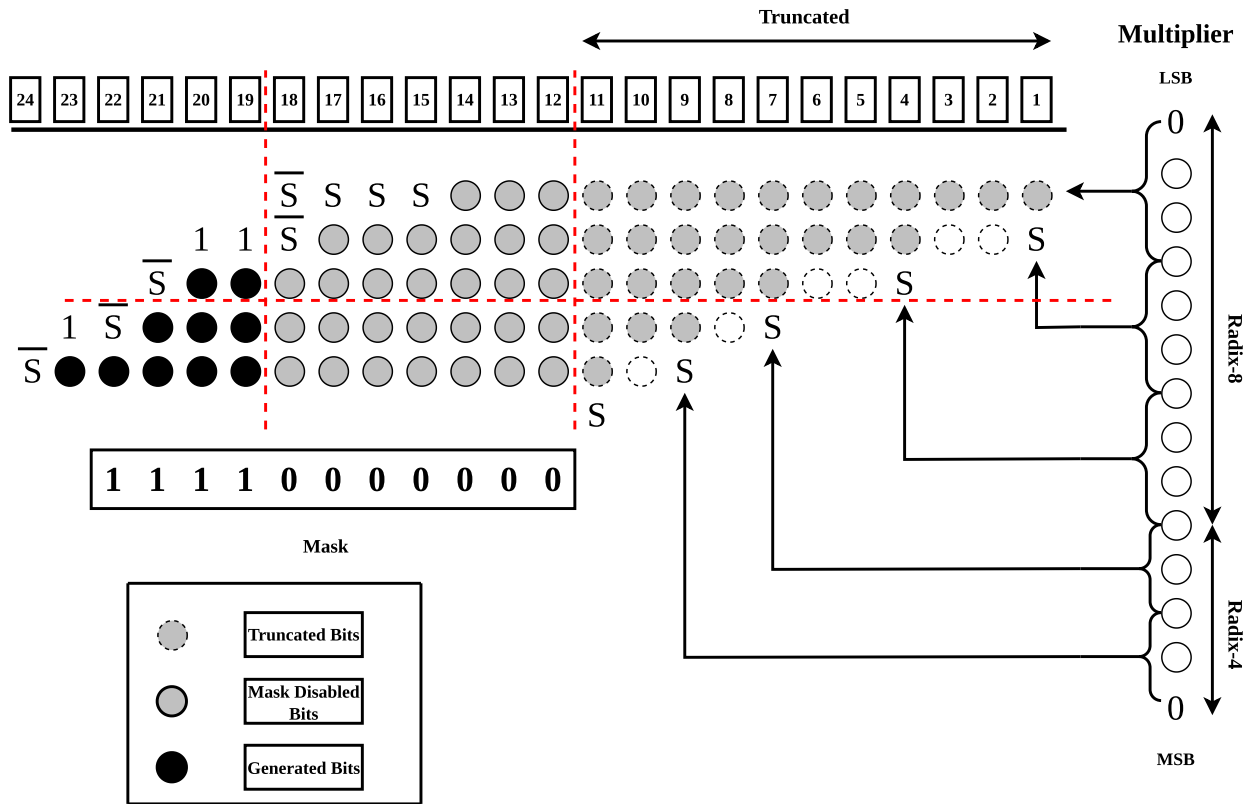 Truncated
Multiplier
LSB
24 23 22 21 20 19 18 17 16 15 14 13 12 11 10 9 8 7 6 5 4 3 2 1
0
S̅ S S S
1 1 S̅ S
S̅ S
1 S̅ S
S̅ S
S
Radix-8
1 1 1 1 0 0 0 0 0 0 0
Mask
Truncated Bits
Mask Disabled
Bits
Generated Bits
Radix-4
0
MSB